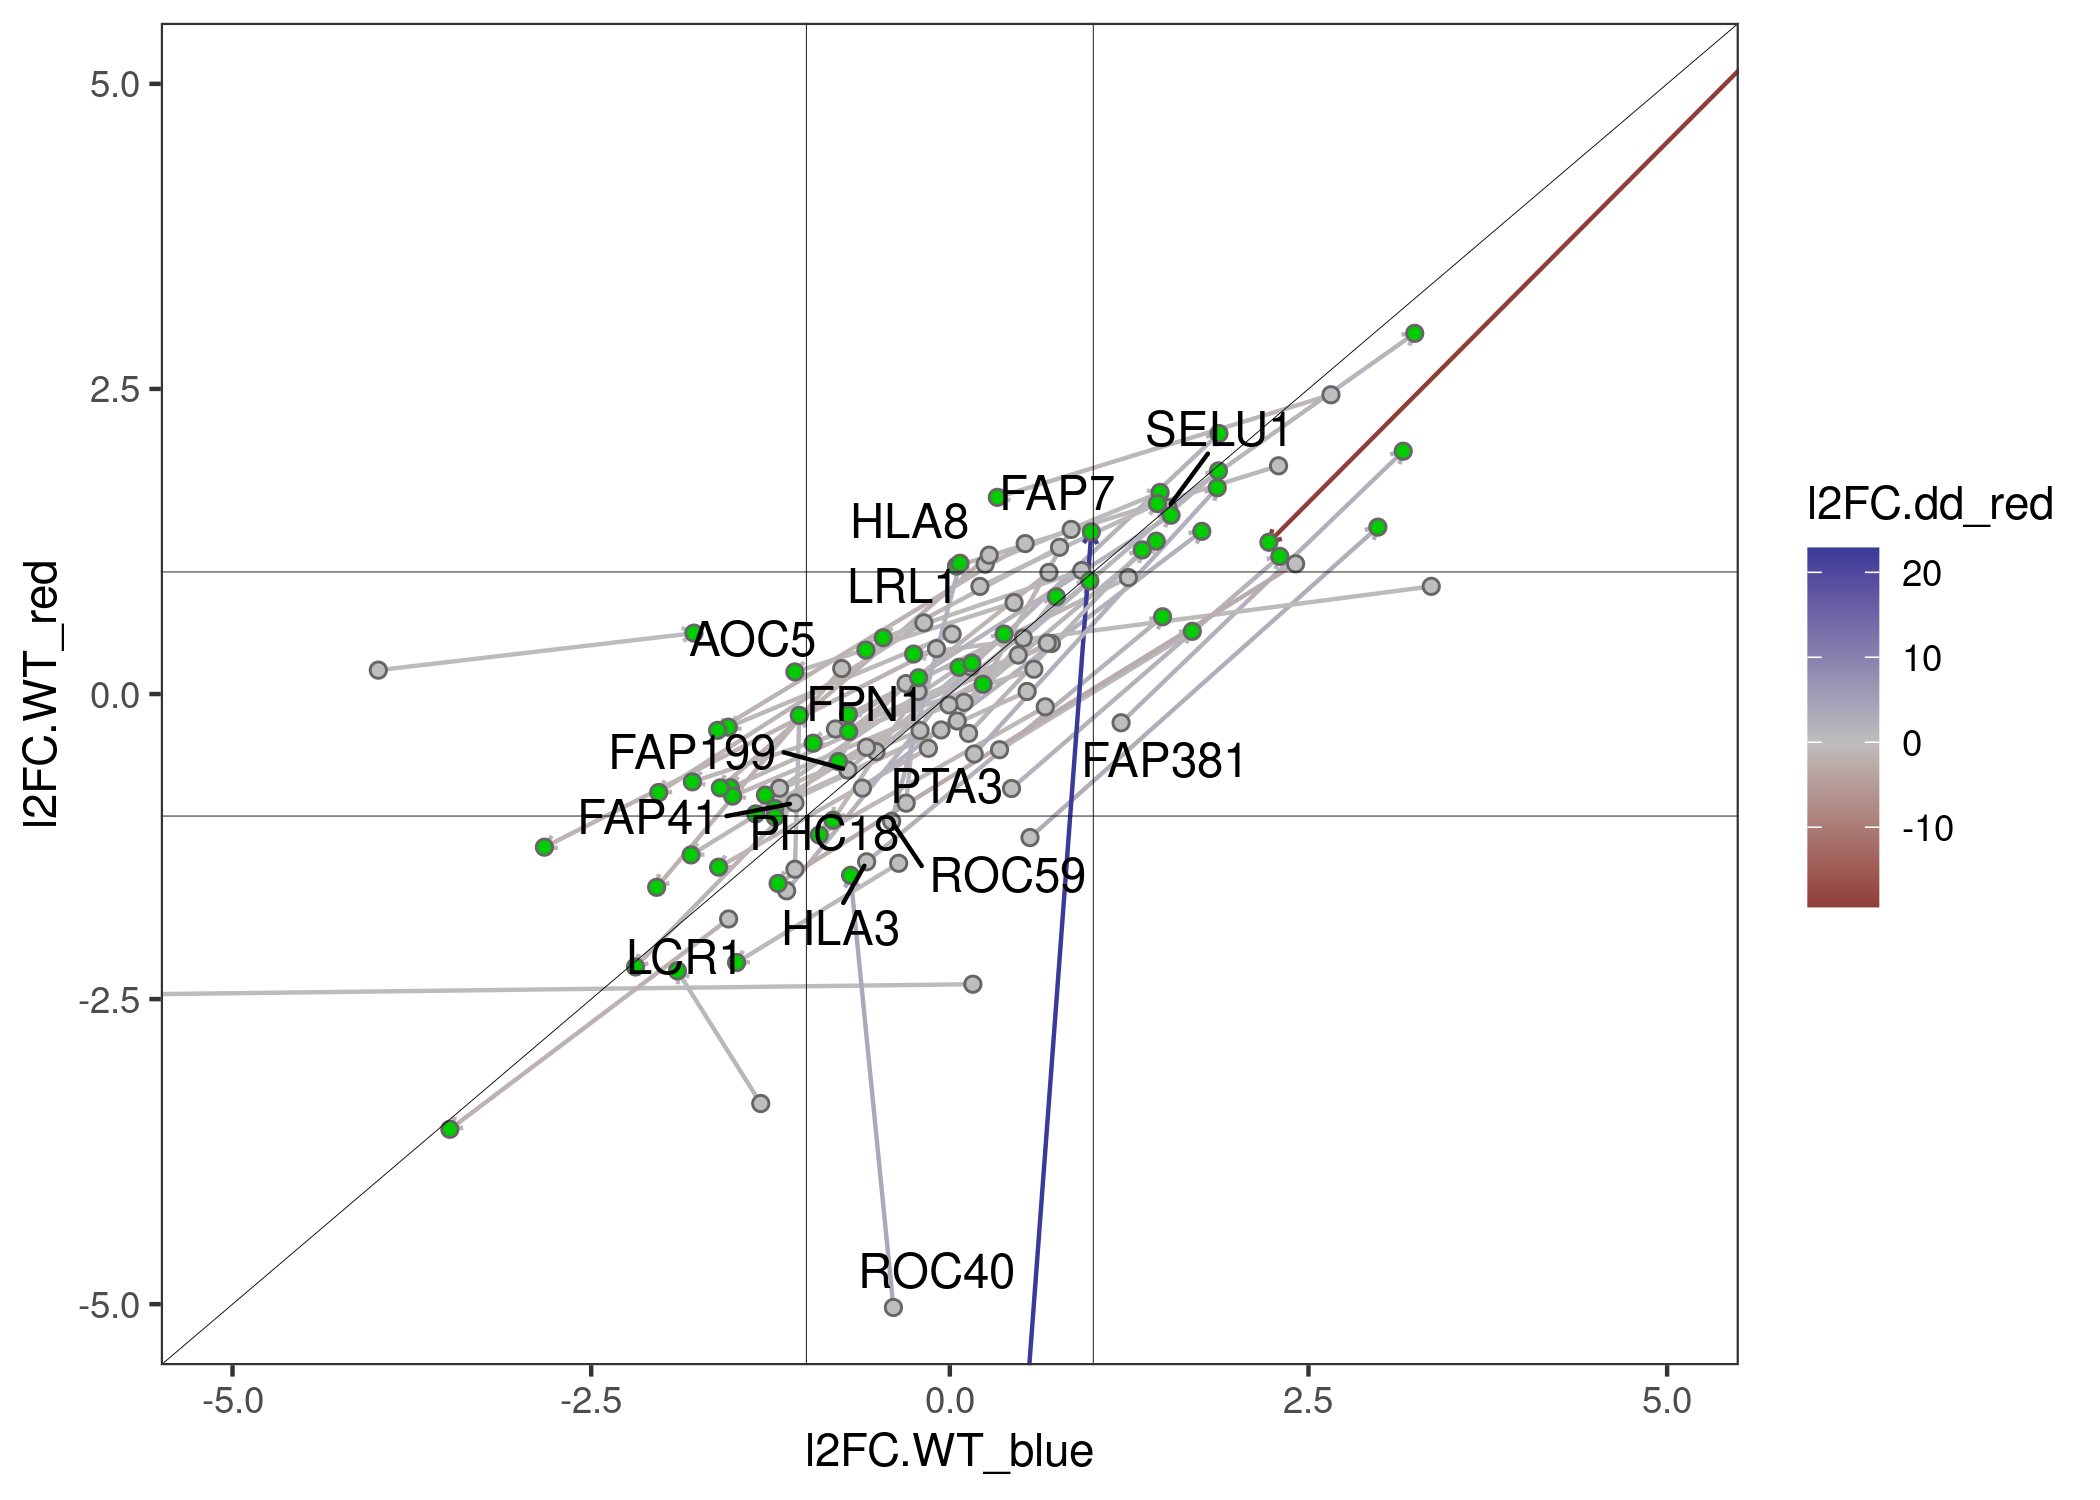 5.0
2.5
0.0
-2.5
-5.0
l2FC.WT_red
SELU1
FAP7
HLA8
LRL1
AOC5
FPN1
FAP199
FAP381
PTA3
FAP41
PHC18
ROC59
HLA3
LCR1
ROC40
-5.0
-2.5
0.0
2.5
5.0
l2FC.WT_blue
l2FC.dd_red
20
10
0
-10